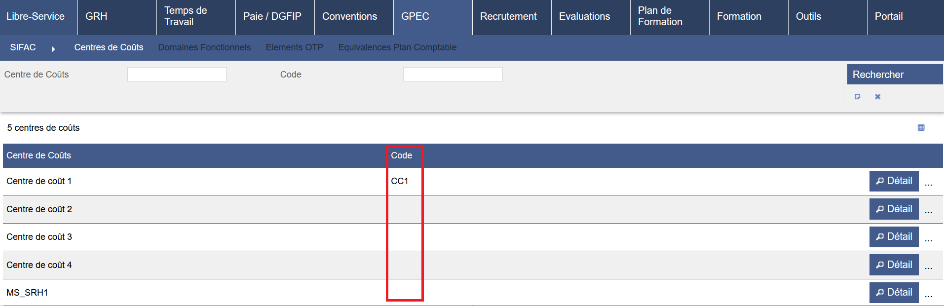 Libre-Service GRH Temps de Travail Paie / DGFIP Conventions GPEC Recrutement Evaluations Plan de Formation Formation Outils Portail
SIFAC Centres de Coûts Domaines Fonctionnels Elements OTP Equivalences Plan Comptable
Centre de Coûts Code Rechercher
5 centres de coûts
Centre de Coûts Code
Centre de coût 1 CC1 Détail ...
Centre de coût 2 Détail ...
Centre de coût 3 Détail ...
Centre de coût 4 Détail ...
MS_SRH1 Détail ...